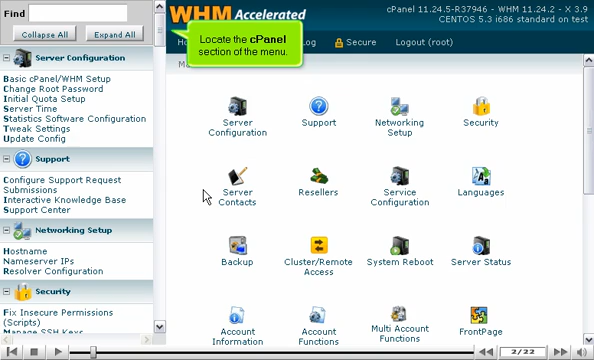 Find
Collapse All
Expand All
Server Configuration
Basic cPanel/WHM Setup
Change Root Password
Initial Quota Setup
Server Time
Statistics Software Configuration
Tweak Settings
Update Config
Support
Configure Support Request
Submissions
Interactive Knowledge Base
Support Center
Networking Setup
Hostname
Nameserver IPs
Resolver Configuration
Security
Fix Insecure Permissions
(Scripts)
Manage SSH Keys
WHM Accelerated
cPanel 11.24.5-R37946 - WHM 11.24.2 - X 3.9
CENTOS 5.3 i686 standard on test
Locate the cPanel
section of the menu.
Secure
Logout (root)
Server
Configuration
Support
Networking
Setup
Security
Server
Contacts
Resellers
Service
Configuration
Languages
Backup
Cluster/Remote
Access
System Reboot
Server Status
Account
Information
Account
Functions
Multi Account
Functions
FrontPage
2/22